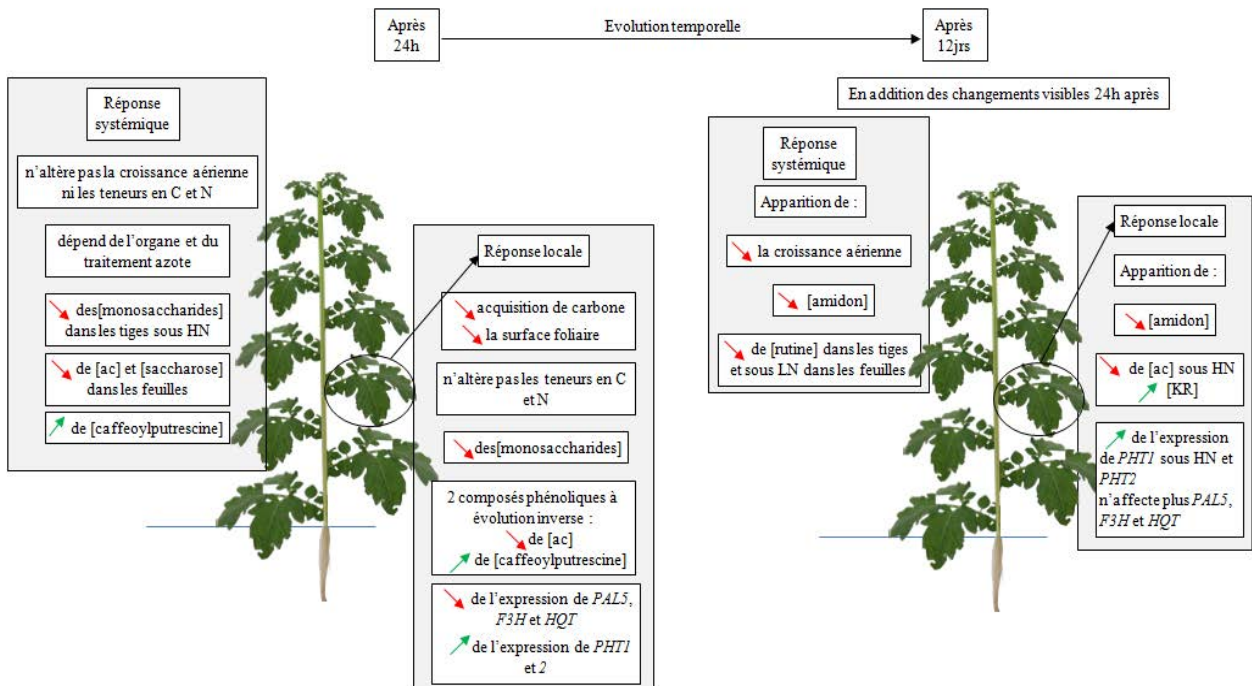 Après
24h
Evolution temporelle
Après
12jrs
Réponse
systémique
n'altère pas la croissance aérienne
ni les teneurs en C et N
dépend de l'organe et du
traitement azote
des[monosaccharides]
dans les tiges sous HN
de [ac] et [saccharose]
dans les feuilles
de [caffeoylputrescine]
Réponse locale
acquisition de carbone
la surface foliaire
n'altère pas les teneurs en C
et N
des[monosaccharides]
2 composés phénoliques à
évolution inverse :
de [ac]
de [caffeoylputrescine]
de l'expression de PAL5,
F3H et HQT
de l'expression de PHT1
et 2
En addition des changements visibles 24h après
Réponse
systémique
Apparition de :
la croissance aérienne
[amidon]
de [rutine] dans les tiges
et sous LN dans les feuilles
Réponse locale
Apparition de :
[amidon]
de [ac] sous HN
[KR]
de l'expression
de PHT1 sous HN et
PHT2
n'affecte plus PAL5,
F3H et HQT